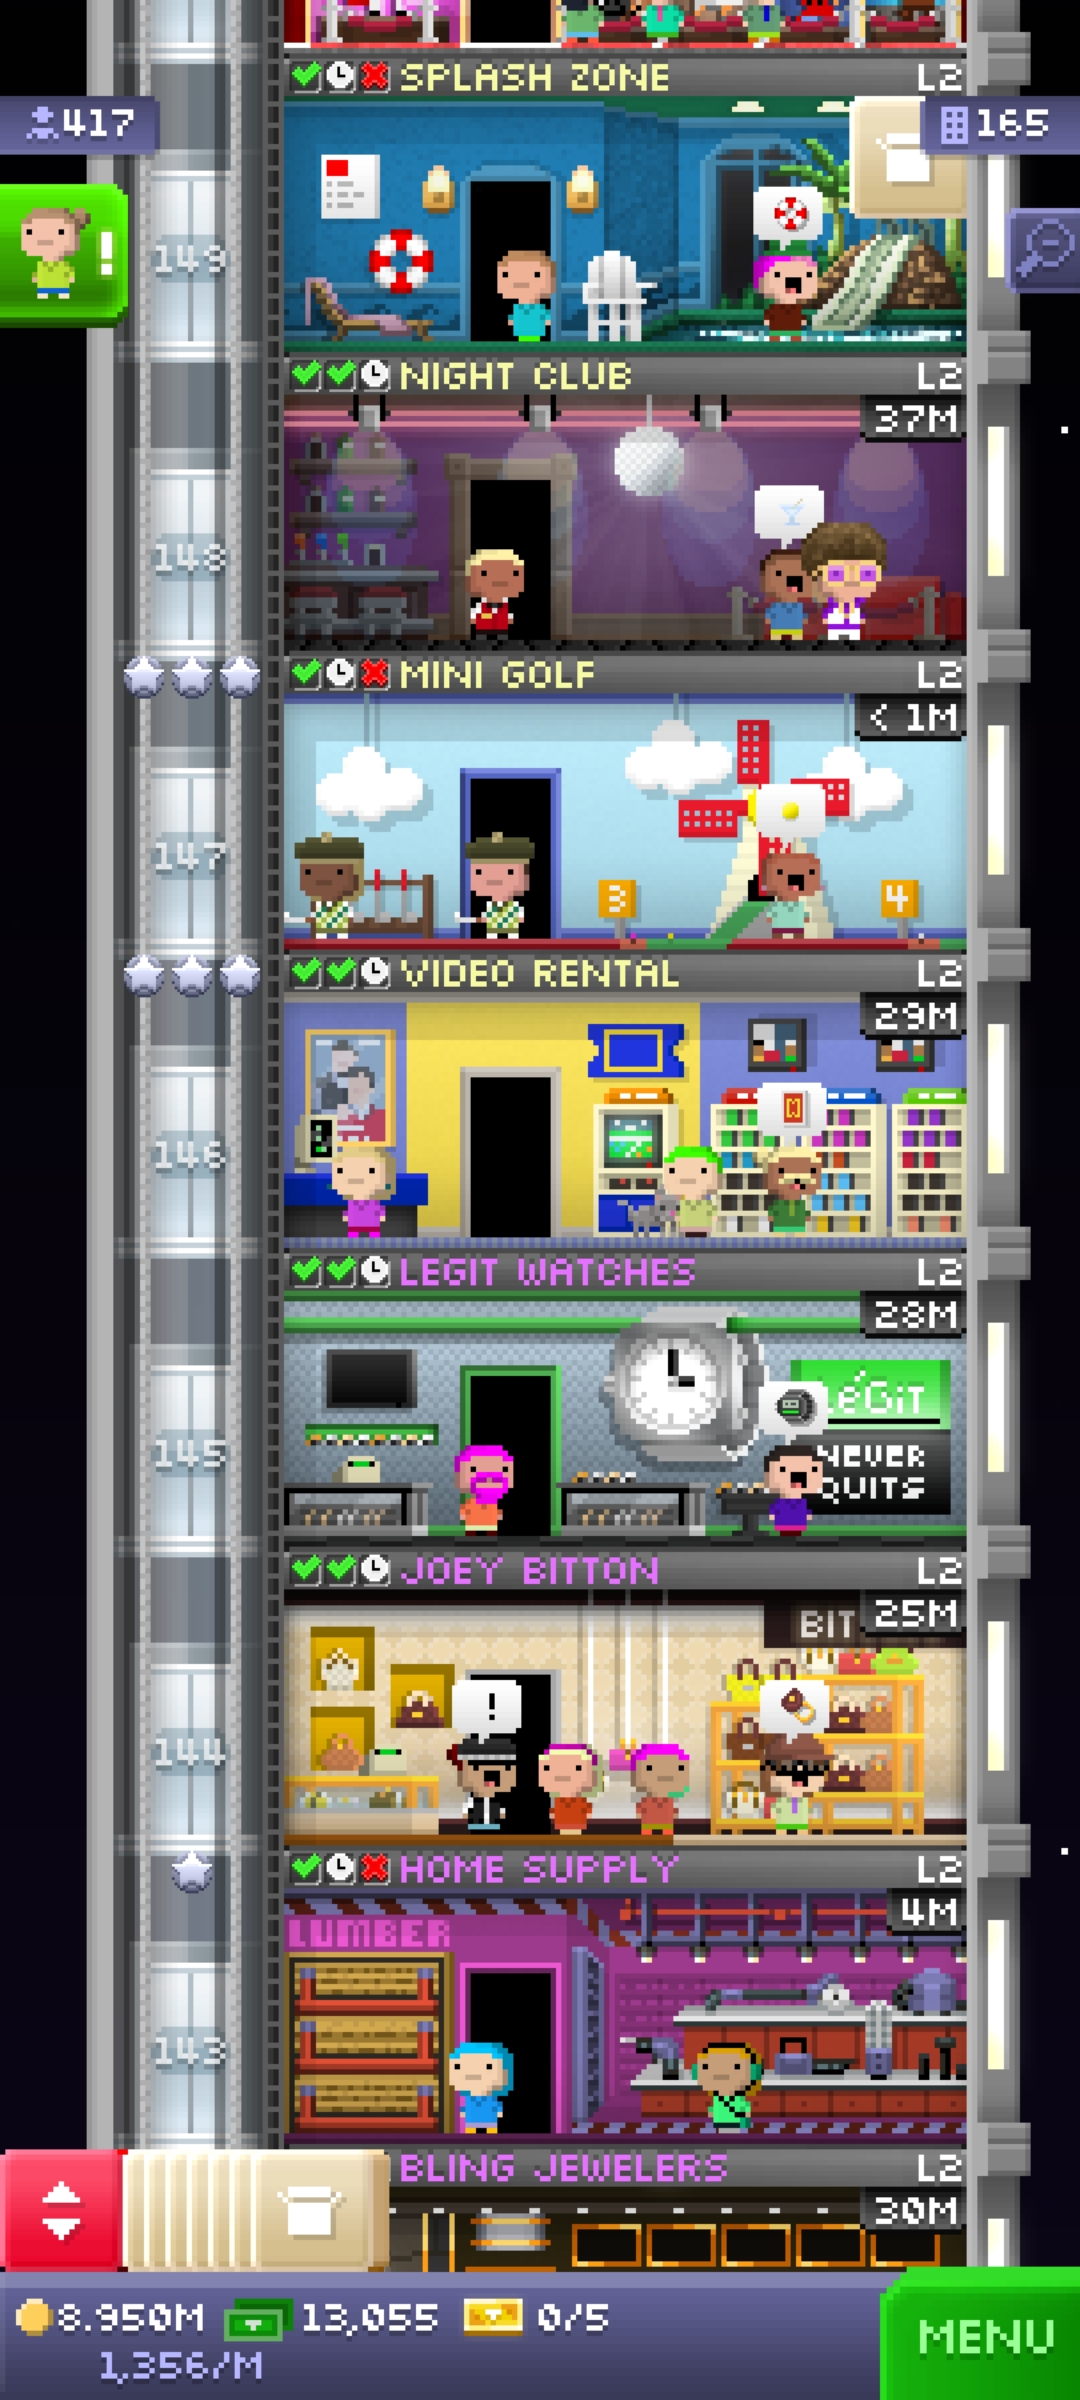 SPLASH ZONE L2
417
165
149
NIGHT CLUB L2
37M
148
MINI GOLF L2
< 1M
147
3
4
VIDEO RENTAL L2
29M
146
LEGIT WATCHES L2
28M
LéGiT
NEVER
QUITS
145
JOEY BITTON L2
25M
BIT
!
144
HOME SUPPLY L2
4M
LUMBER
143
BLING JEWELERS L2
30M
8.950M 13,055 0/5
1,356/M
MENU